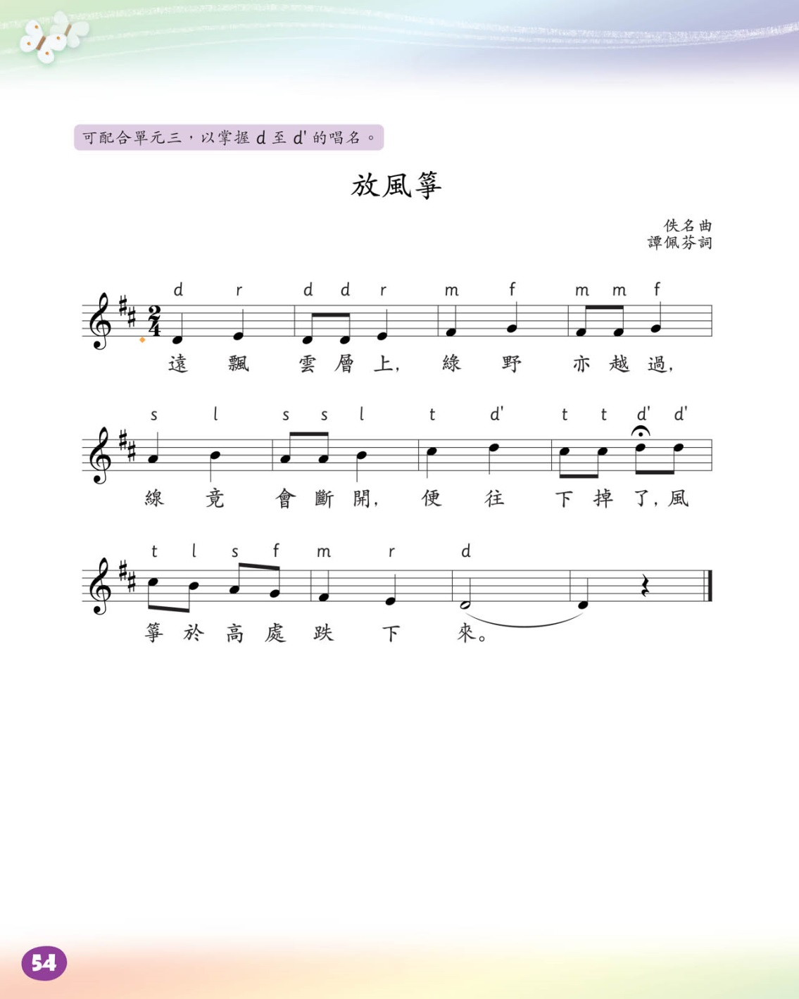 可配合單元三，以掌握 d 至 d' 的唱名。
放風箏
佚名曲
譚佩芬詞
d r d d r m f m m f
2
4
遠 飄 雲 層 上, 綠 野 亦 越 過,
s l s s l t d' t t d' d'
線 竟 會 斷 開, 便 往 下 掉 了, 風
t l s f m r d
箏 於 高 處 跌 下 來。
54